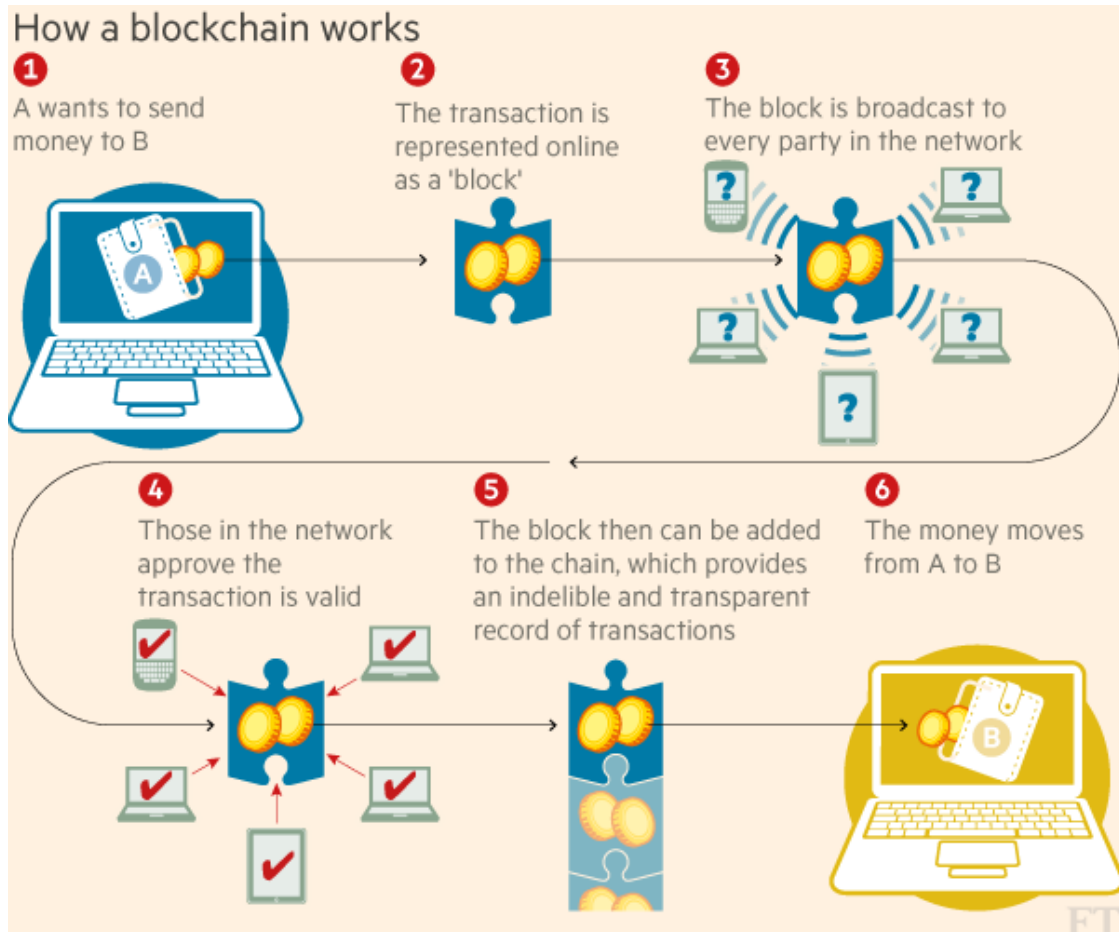 How a blockchain works
1
A wants to send
money to B
2
The transaction is
represented online
as a 'block'
3
The block is broadcast to
every party in the network
A
?
?
?
?
?
4
Those in the network
approve the
transaction is valid
5
The block then can be added
to the chain, which provides
an indelible and transparent
record of transactions
6
The money moves
from A to B
B
FT